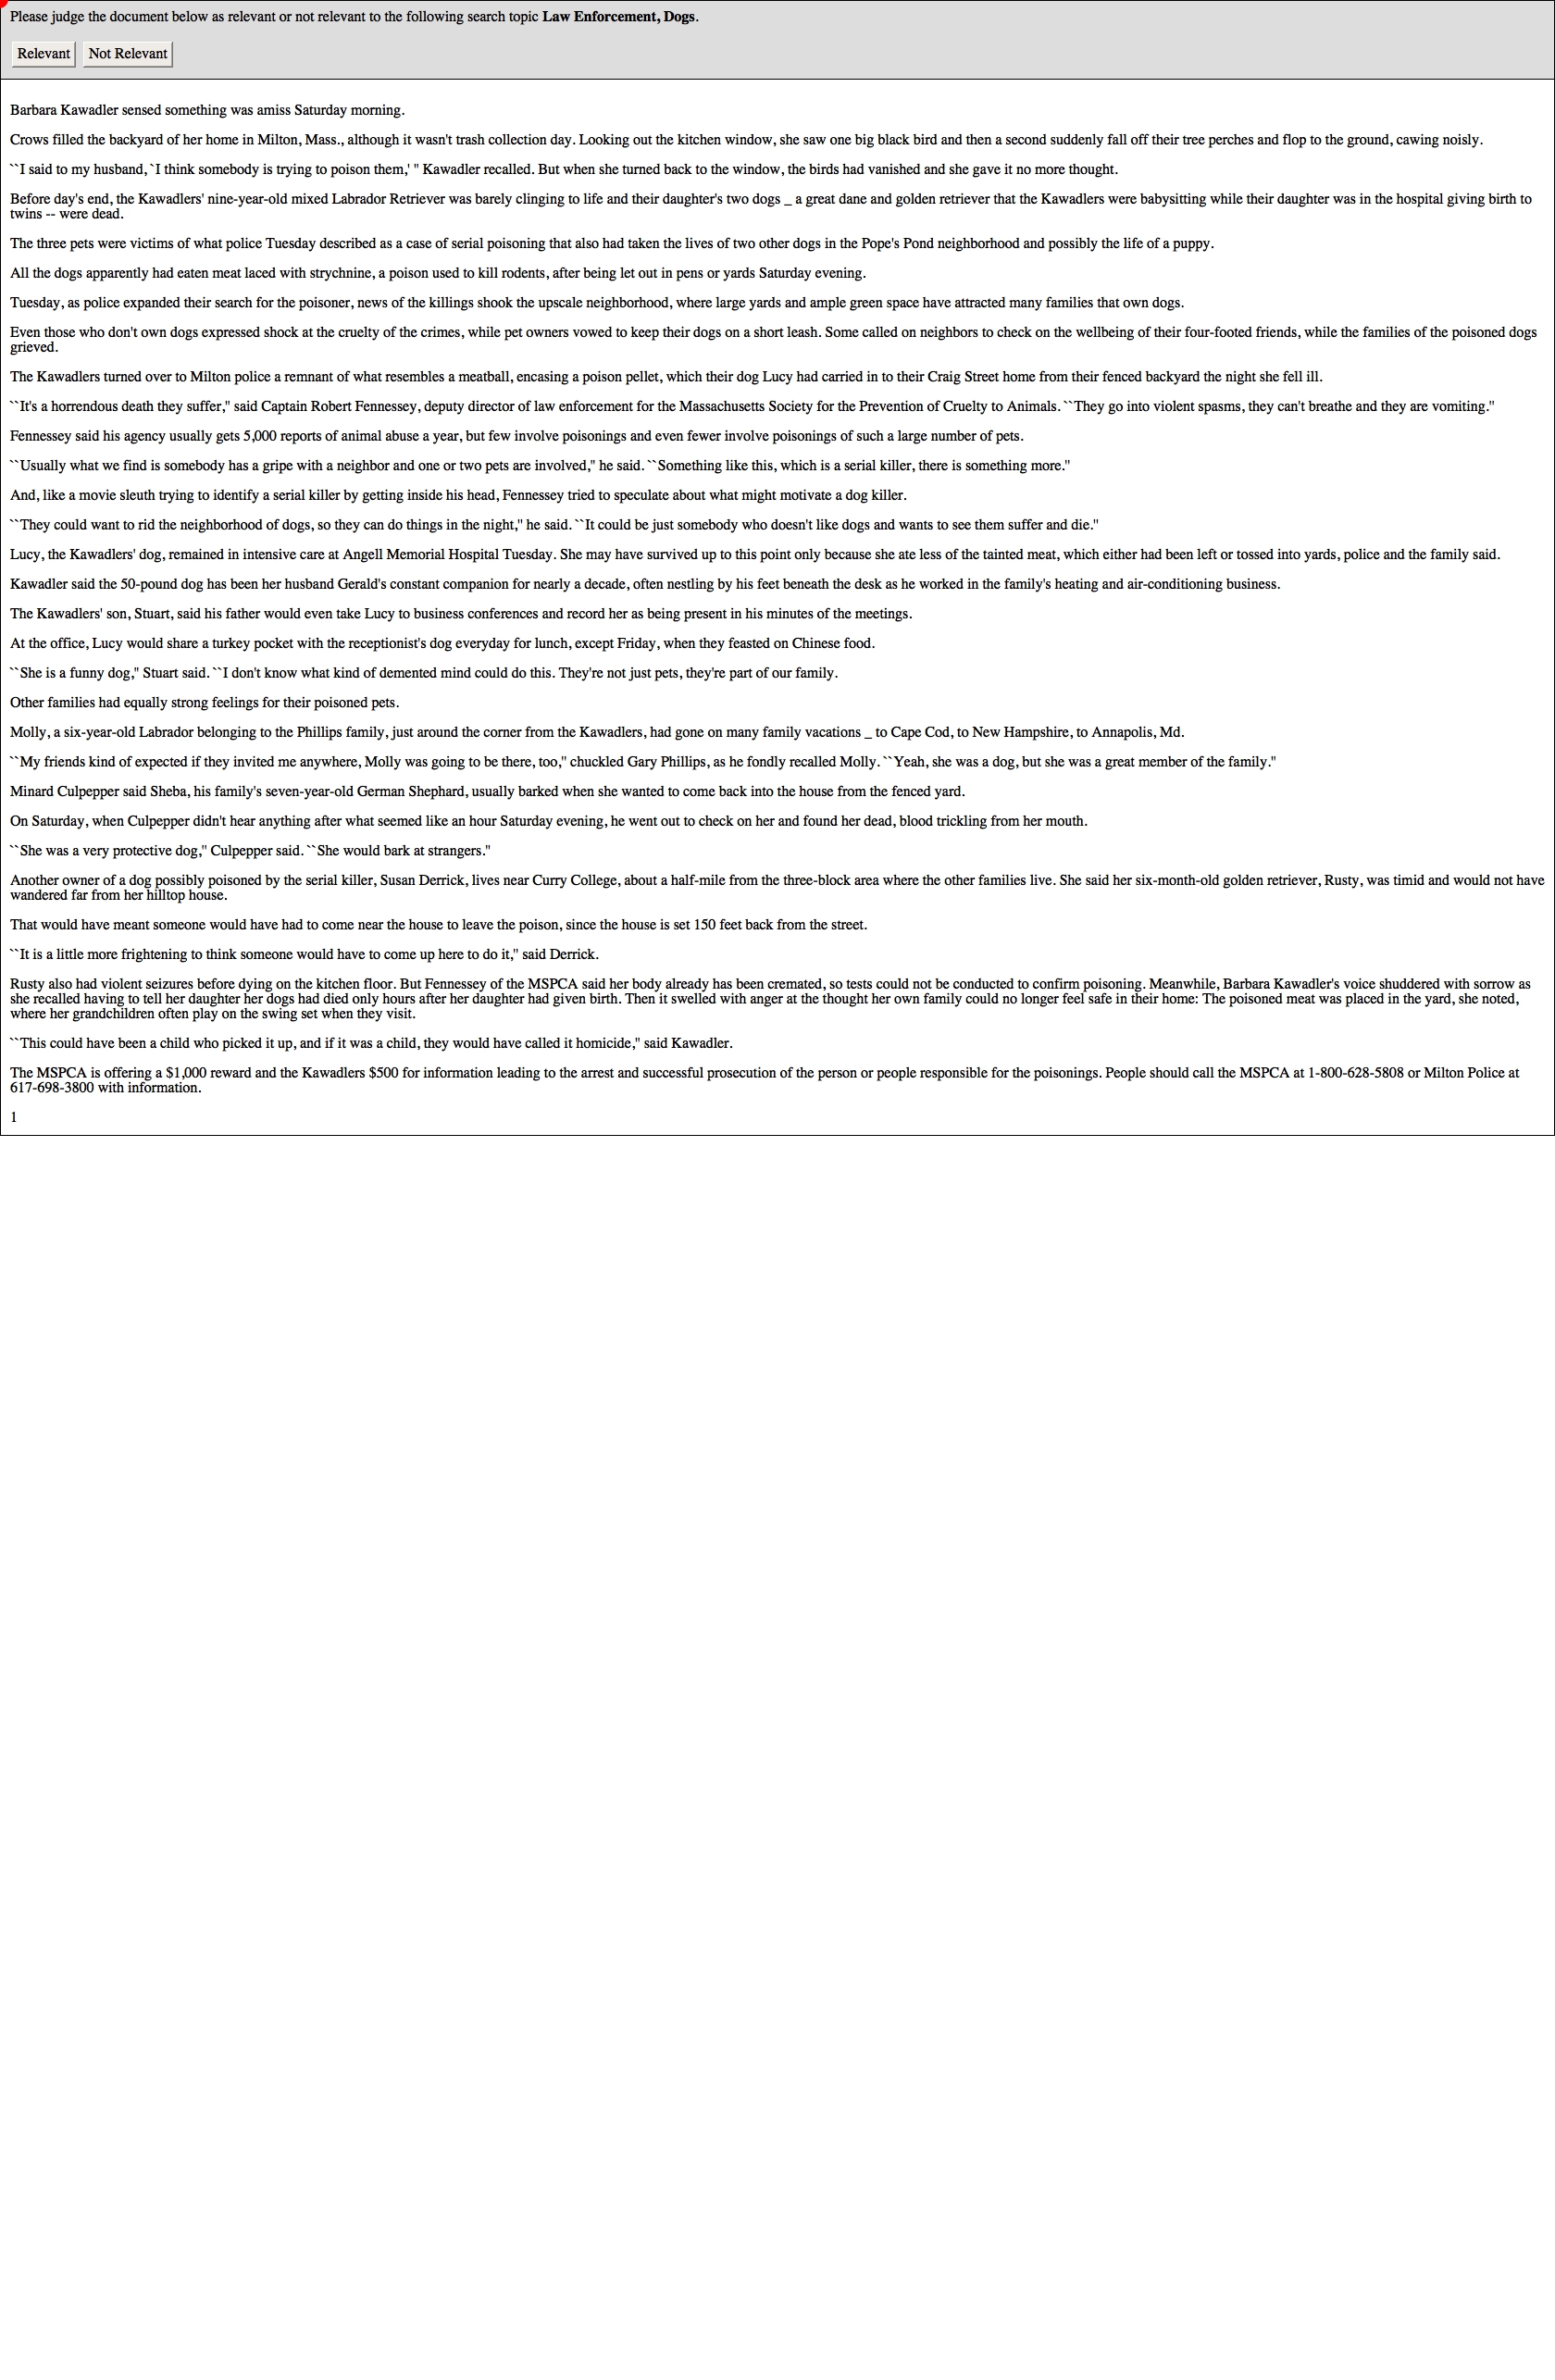 Please judge the document below as relevant or not relevant to the following search topic Law Enforcement, Dogs.
Relevant Not Relevant
Barbara Kawadler sensed something was amiss Saturday morning.
Crows filled the backyard of her home in Milton, Mass., although it wasn't trash collection day. Looking out the kitchen window, she saw one big black bird and then a second suddenly fall off their tree perches and flop to the ground, cawing noisly.
``I said to my husband, `I think somebody is trying to poison them,' '' Kawadler recalled. But when she turned back to the window, the birds had vanished and she gave it no more thought.
Before day's end, the Kawadlers' nine-year-old mixed Labrador Retriever was barely clinging to life and their daughter's two dogs _ a great dane and golden retriever that the Kawadlers were babysitting while their daughter was in the hospital giving birth to
twins -- were dead.
The three pets were victims of what police Tuesday described as a case of serial poisoning that also had taken the lives of two other dogs in the Pope's Pond neighborhood and possibly the life of a puppy.
All the dogs apparently had eaten meat laced with strychnine, a poison used to kill rodents, after being let out in pens or yards Saturday evening.
Tuesday, as police expanded their search for the poisoner, news of the killings shook the upscale neighborhood, where large yards and ample green space have attracted many families that own dogs.
Even those who don't own dogs expressed shock at the cruelty of the crimes, while pet owners vowed to keep their dogs on a short leash. Some called on neighbors to check on the wellbeing of their four-footed friends, while the families of the poisoned dogs
grieved.
The Kawadlers turned over to Milton police a remnant of what resembles a meatball, encasing a poison pellet, which their dog Lucy had carried in to their Craig Street home from their fenced backyard the night she fell ill.
``It's a horrendous death they suffer,'' said Captain Robert Fennessey, deputy director of law enforcement for the Massachusetts Society for the Prevention of Cruelty to Animals. ``They go into violent spasms, they can't breathe and they are vomiting.''
Fennessey said his agency usually gets 5,000 reports of animal abuse a year, but few involve poisonings and even fewer involve poisonings of such a large number of pets.
``Usually what we find is somebody has a gripe with a neighbor and one or two pets are involved,'' he said. ``Something like this, which is a serial killer, there is something more.''
And, like a movie sleuth trying to identify a serial killer by getting inside his head, Fennessey tried to speculate about what might motivate a dog killer.
``They could want to rid the neighborhood of dogs, so they can do things in the night,'' he said. ``It could be just somebody who doesn't like dogs and wants to see them suffer and die.''
Lucy, the Kawadlers' dog, remained in intensive care at Angell Memorial Hospital Tuesday. She may have survived up to this point only because she ate less of the tainted meat, which either had been left or tossed into yards, police and the family said.
Kawadler said the 50-pound dog has been her husband Gerald's constant companion for nearly a decade, often nestling by his feet beneath the desk as he worked in the family's heating and air-conditioning business.
The Kawadlers' son, Stuart, said his father would even take Lucy to business conferences and record her as being present in his minutes of the meetings.
At the office, Lucy would share a turkey pocket with the receptionist's dog everyday for lunch, except Friday, when they feasted on Chinese food.
``She is a funny dog,'' Stuart said. ``I don't know what kind of demented mind could do this. They're not just pets, they're part of our family.
Other families had equally strong feelings for their poisoned pets.
Molly, a six-year-old Labrador belonging to the Phillips family, just around the corner from the Kawadlers, had gone on many family vacations _ to Cape Cod, to New Hampshire, to Annapolis, Md.
``My friends kind of expected if they invited me anywhere, Molly was going to be there, too,'' chuckled Gary Phillips, as he fondly recalled Molly. ``Yeah, she was a dog, but she was a great member of the family.''
Minard Culpepper said Sheba, his family's seven-year-old German Shephard, usually barked when she wanted to come back into the house from the fenced yard.
On Saturday, when Culpepper didn't hear anything after what seemed like an hour Saturday evening, he went out to check on her and found her dead, blood trickling from her mouth.
``She was a very protective dog,'' Culpepper said. ``She would bark at strangers.''
Another owner of a dog possibly poisoned by the serial killer, Susan Derrick, lives near Curry College, about a half-mile from the three-block area where the other families live. She said her six-month-old golden retriever, Rusty, was timid and would not have
wandered far from her hilltop house.
That would have meant someone would have had to come near the house to leave the poison, since the house is set 150 feet back from the street.
``It is a little more frightening to think someone would have to come up here to do it,'' said Derrick.
Rusty also had violent seizures before dying on the kitchen floor. But Fennessey of the MSPCA said her body already has been cremated, so tests could not be conducted to confirm poisoning. Meanwhile, Barbara Kawadler's voice shuddered with sorrow as
she recalled having to tell her daughter her dogs had died only hours after her daughter had given birth. Then it swelled with anger at the thought her own family could no longer feel safe in their home: The poisoned meat was placed in the yard, she noted,
where her grandchildren often play on the swing set when they visit.
``This could have been a child who picked it up, and if it was a child, they would have called it homicide,'' said Kawadler.
The MSPCA is offering a $1,000 reward and the Kawadlers $500 for information leading to the arrest and successful prosecution of the person or people responsible for the poisonings. People should call the MSPCA at 1-800-628-5808 or Milton Police at
617-698-3800 with information.
1